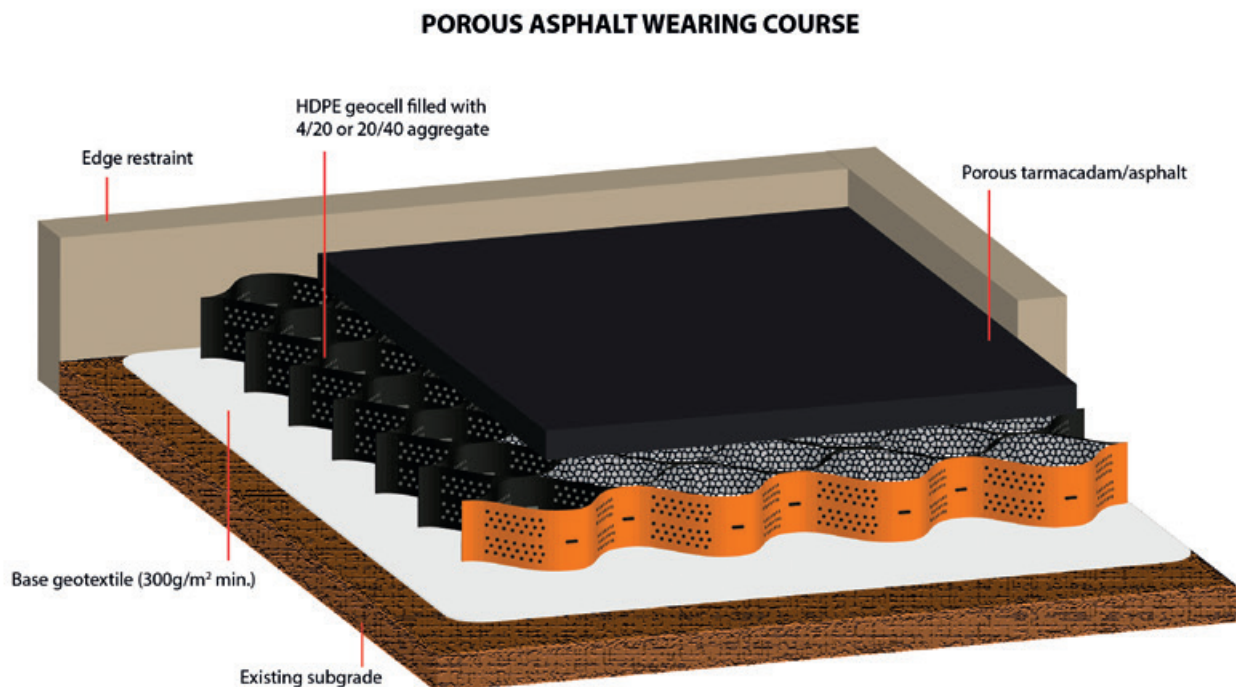 POROUS ASPHALT WEARING COURSE
HDPE geocell filled with
4/20 or 20/40 aggregate
Edge restraint
Porous tarmacadam/asphalt
Base geotextile (300g/m² min.)
Existing subgrade